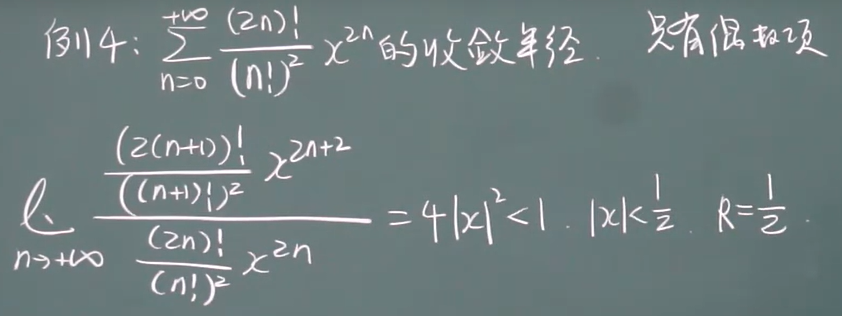 例4: \sum_{n=0}^{+\infty} \frac{(2n)!}{(n!)^2} x^{2n} 的收敛半径. 只有偶数项
\lim_{n \to +\infty} \frac{\frac{(2(n+1))!}{((n+1)!)^2} x^{2n+2}}{\frac{(2n)!}{(n!)^2} x^{2n}} = 4|x|^2 < 1. |x| < \frac{1}{2}. R = \frac{1}{2}.